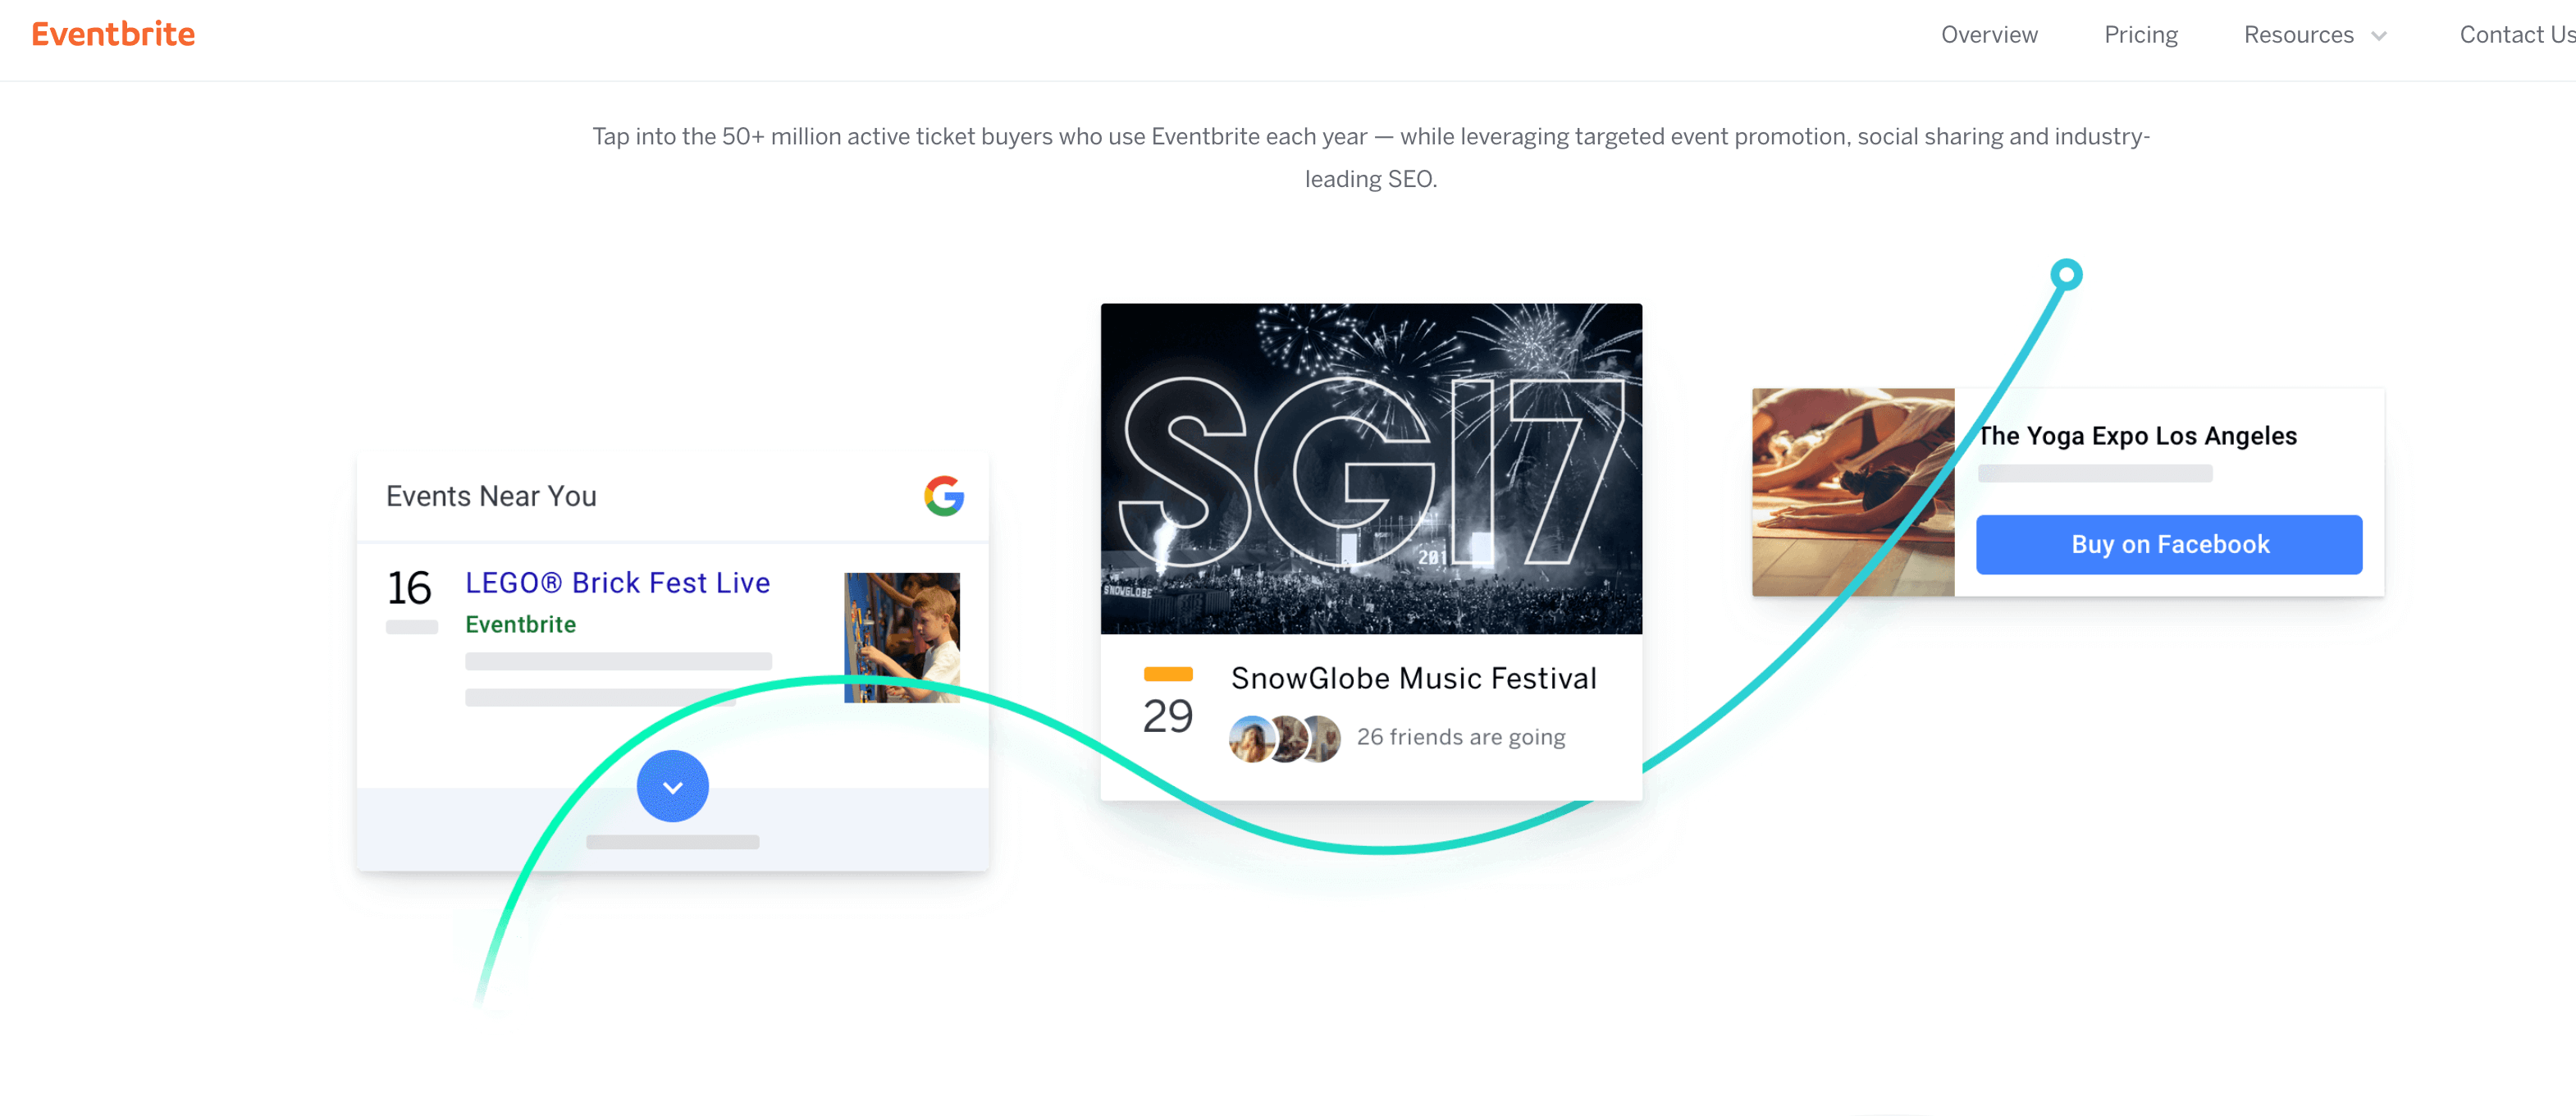 Eventbrite
Overview
Pricing
Resources
Contact Us
Tap into the 50+ million active ticket buyers who use Eventbrite each year — while leveraging targeted event promotion, social sharing and industry-
leading SEO.
Events Near You
16
LEGO® Brick Fest Live
Eventbrite
SG17
201
SNOWGLOBE
29
SnowGlobe Music Festival
26 friends are going
The Yoga Expo Los Angeles
Buy on Facebook